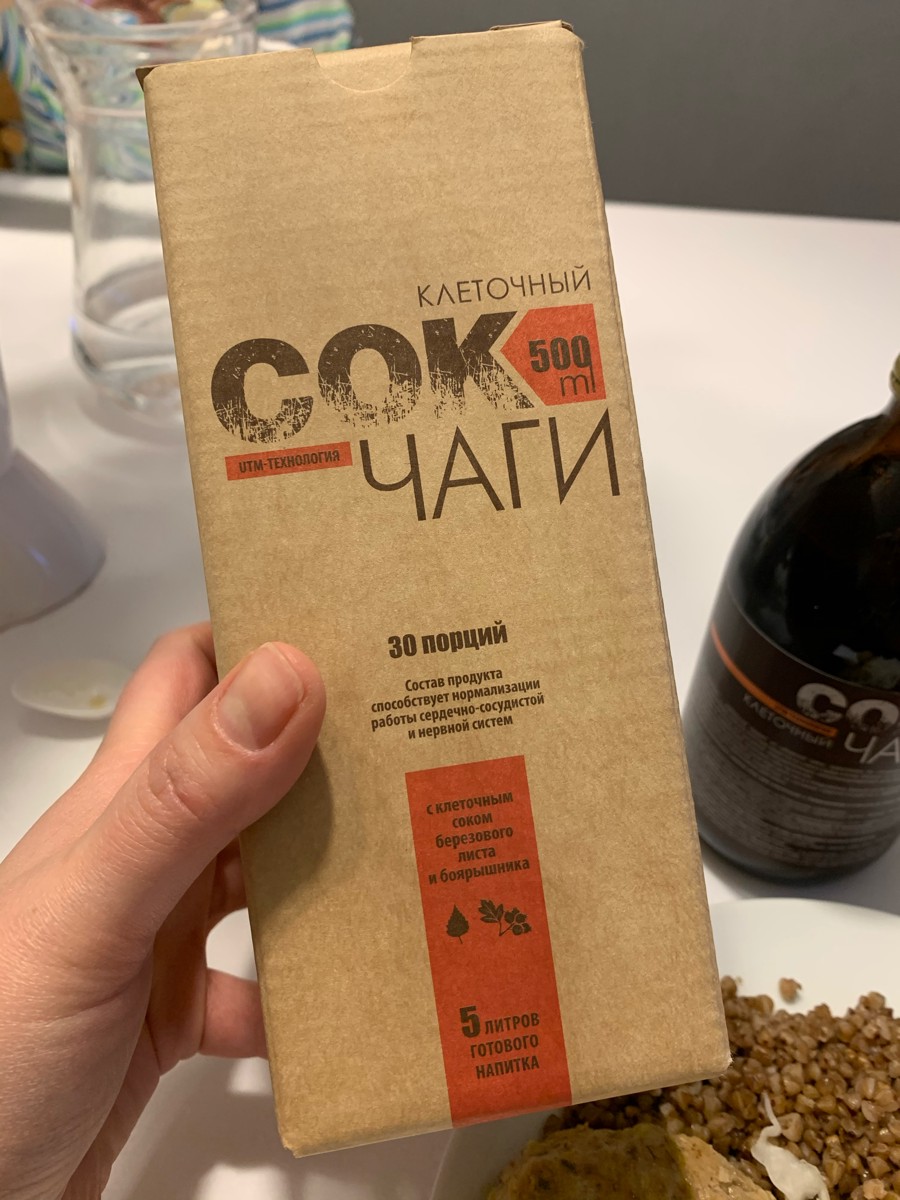 КЛЕТОЧНЫЙ
СОК
500
ml
UTM-ТЕХНОЛОГИЯ
ЧАГИ
30 порций
Состав продукта
способствует нормализации
работы сердечно-сосудистой
и нервной систем
с клеточным
соком
березового
листа
и боярышника
5 ЛИТРОВ
ГОТОВОГО
НАПИТКА
КЛЕТОЧНЫЙ